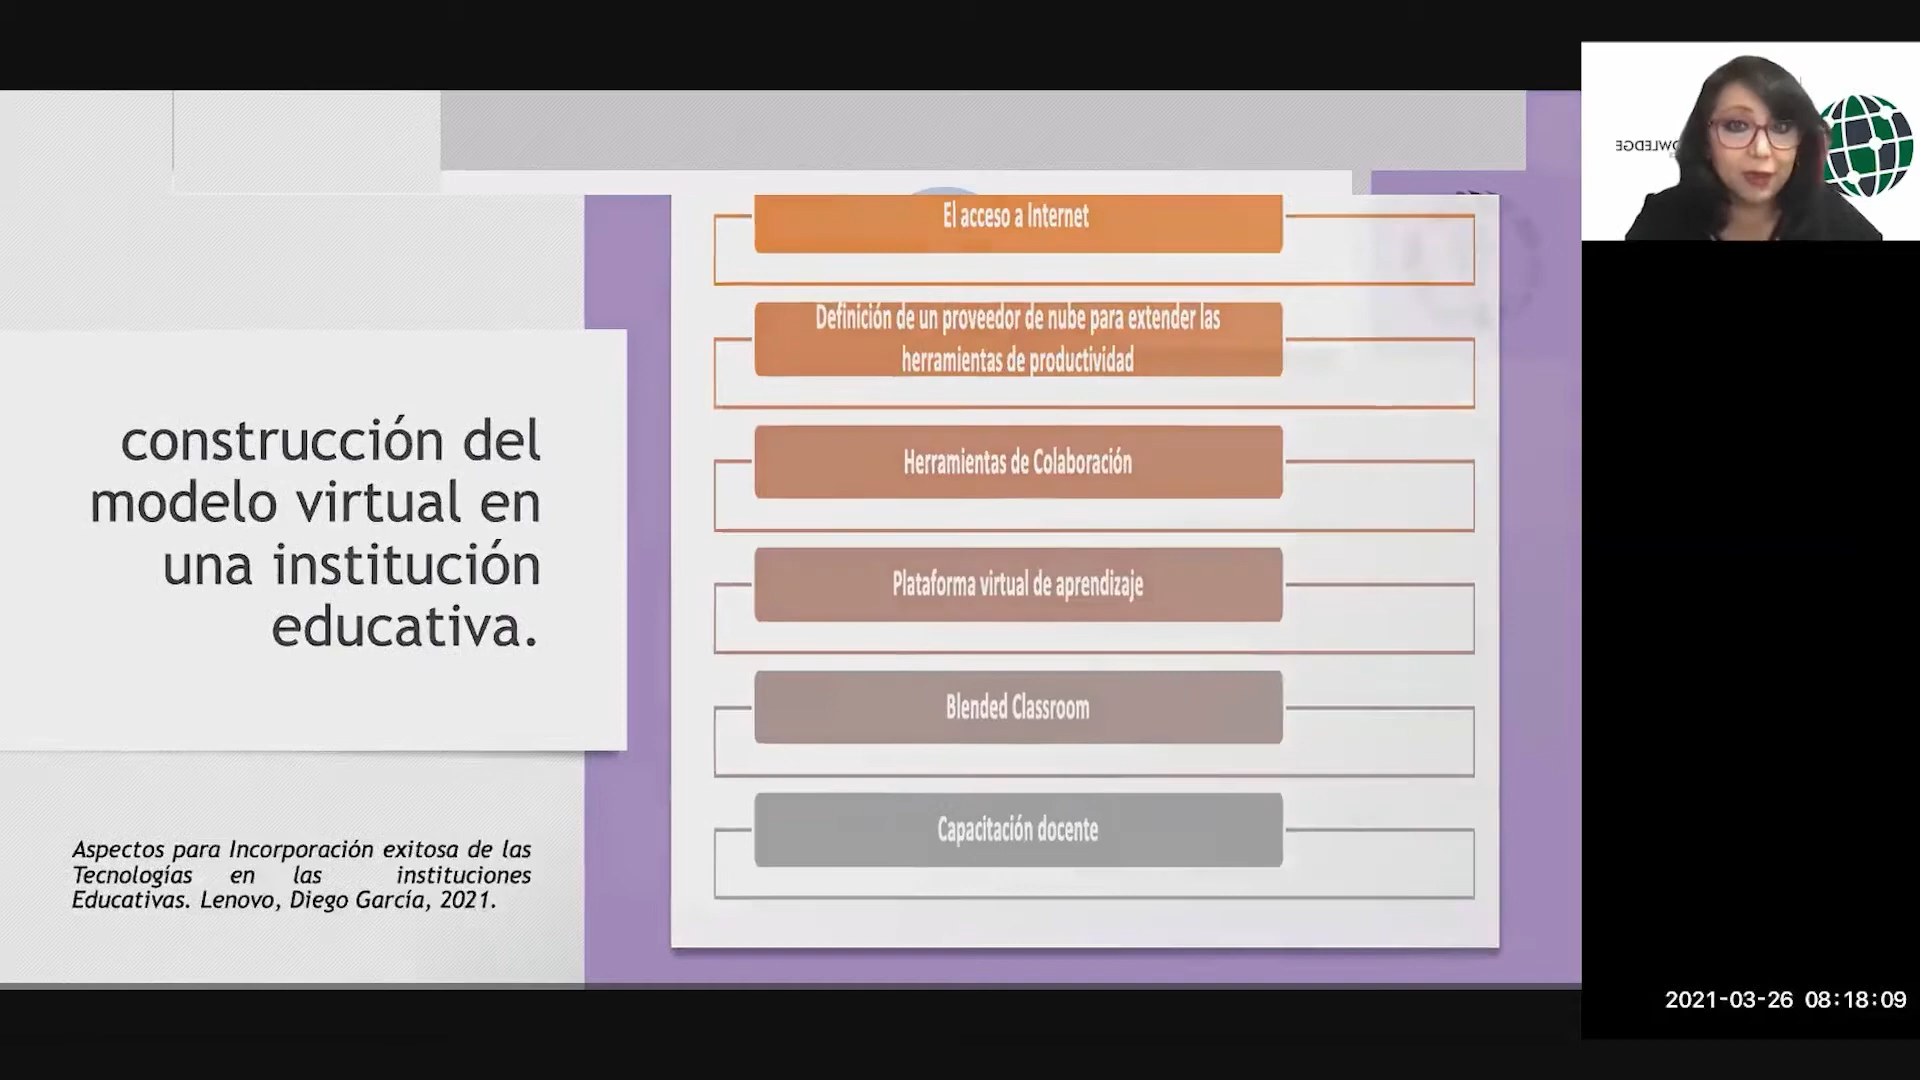 construcción del
modelo virtual en
una institución
educativa.
Aspectos para Incorporación exitosa de las
Tecnologías en las instituciones
Educativas. Lenovo, Diego García, 2021.
El acceso a Internet
Definición de un proveedor de nube para extender las
herramientas de productividad
Herramientas de Colaboración
Plataforma virtual de aprendizaje
Blended Classroom
Capacitación docente
2021-03-26 08:18:09